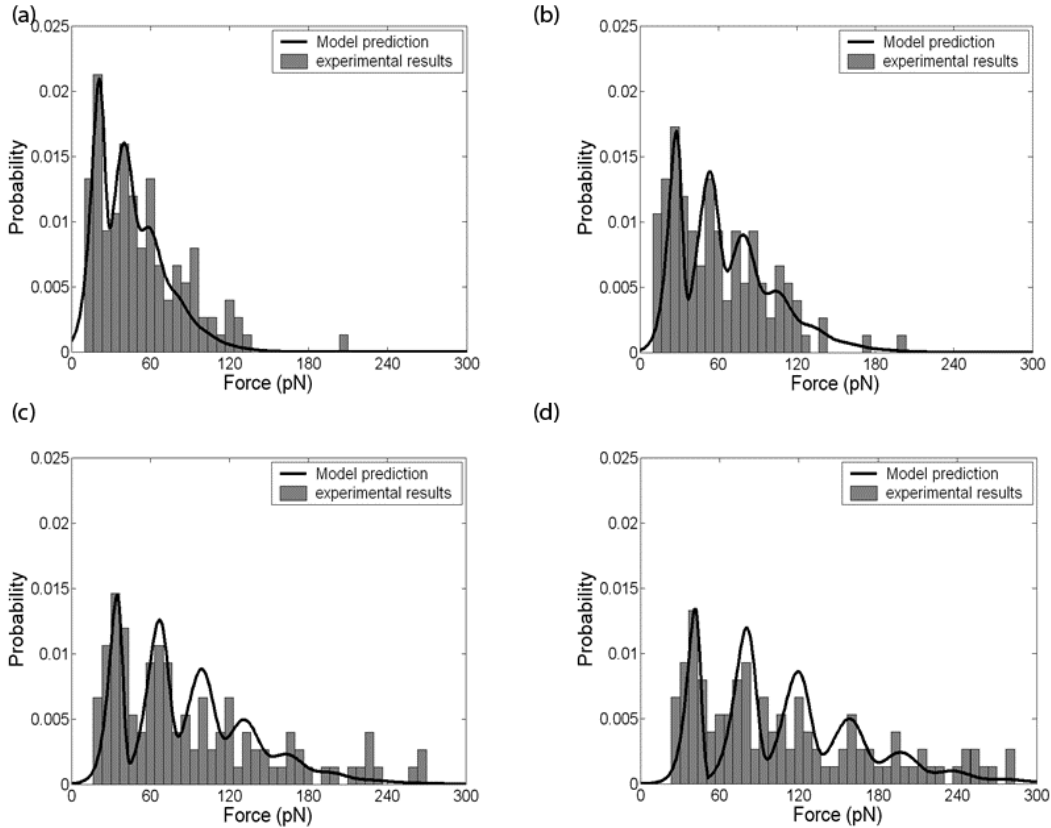 (a)
0.025
0.02
0.015
0.01
0.005
0
Probability
Model prediction
experimental results
0 60 120 180 240 300
Force (pN)
(b)
0.025
0.02
0.015
0.01
0.005
0
Probability
Model prediction
experimental results
0 60 120 180 240 300
Force (pN)
(c)
0.025
0.02
0.015
0.01
0.005
0
Probability
Model prediction
experimental results
0 60 120 180 240 300
Force (pN)
(d)
0.025
0.02
0.015
0.01
0.005
0
Probability
Model prediction
experimental results
0 60 120 180 240 300
Force (pN)